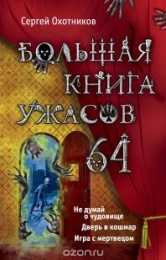 Сергей Охотников
БОЛЬШАЯ
КНИГА
УЖАСОВ
64
Не думай
о чудовище
Дверь в кошмар
Игра с мертвецом
ozon.ru